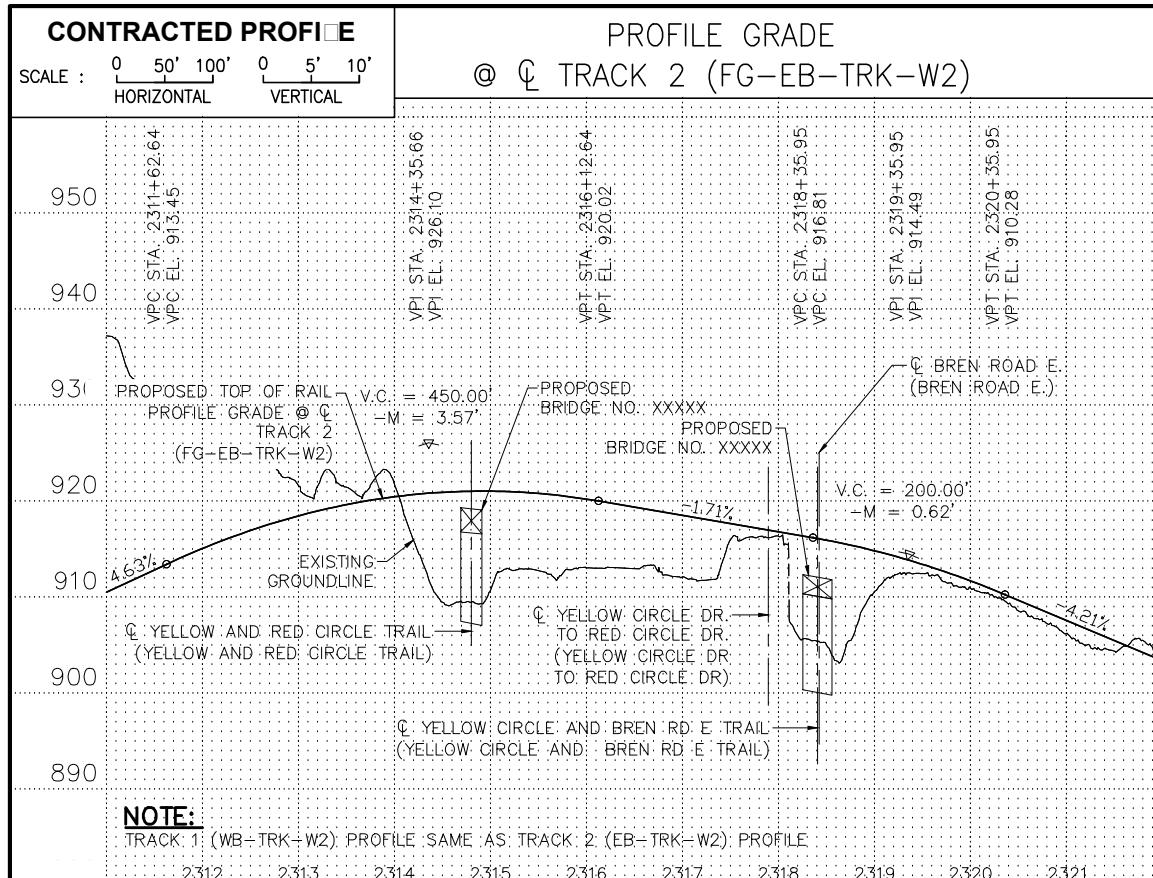 CONTRACTED PROFI□E
SCALE :
0 50' 100'
HORIZONTAL
0 5' 10'
VERTICAL
PROFILE GRADE
@ ℄ TRACK 2 (FG-EB-TRK-W2)
VPC STA. 2311+62.64
VPC EL. 913.45
VPI STA. 2314+35.66
VPI EL. 926.10
VPT STA. 2316+12.64
VPT EL. 920.02
VPC STA. 2318+35.95
VPC EL. 916.81
VPI STA. 2319+35.95
VPI EL. 914.49
VPT STA. 2320+35.95
VPT EL. 910.28
950
940
930
920
910
900
890
PROPOSED TOP OF RAIL
PROFILE GRADE @ ℄
TRACK 2
(FG-EB-TRK-W2)
V.C. = 450.00'
-M = 3.57'
PROPOSED
BRIDGE NO. XXXXX
PROPOSED
BRIDGE NO. XXXXX
℄ BREN ROAD E.
(BREN ROAD E.)
V.C. = 200.00'
-M = 0.62'
4.63%
-1.71%
-4.21%
EXISTING
GROUNDLINE
℄ YELLOW AND RED CIRCLE TRAIL
(YELLOW AND RED CIRCLE TRAIL)
℄ YELLOW CIRCLE DR.
TO RED CIRCLE DR.
(YELLOW CIRCLE DR
TO RED CIRCLE DR)
℄ YELLOW CIRCLE AND BREN RD E TRAIL
(YELLOW CIRCLE AND BREN RD E TRAIL)
NOTE:
TRACK 1 (WB-TRK-W2) PROFILE SAME AS TRACK 2 (EB-TRK-W2) PROFILE
2312 2313 2314 2315 2316 2317 2318 2319 2320 2321